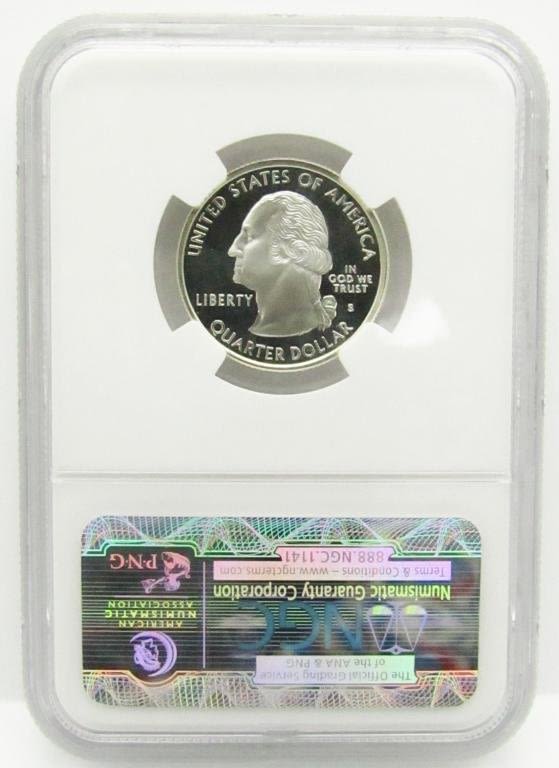 UNITED STATES OF AMERICA
LIBERTY
IN
GOD WE
TRUST
S
QUARTER DOLLAR
888.NGC.1141
Terms & Conditions – www.ngcterms.com
Numismatic Guaranty Corporation
NGC
The Official Grading Service
of the ANA & PNG
PNG
AMERICAN
NUMISMATIC
ASSOCIATION